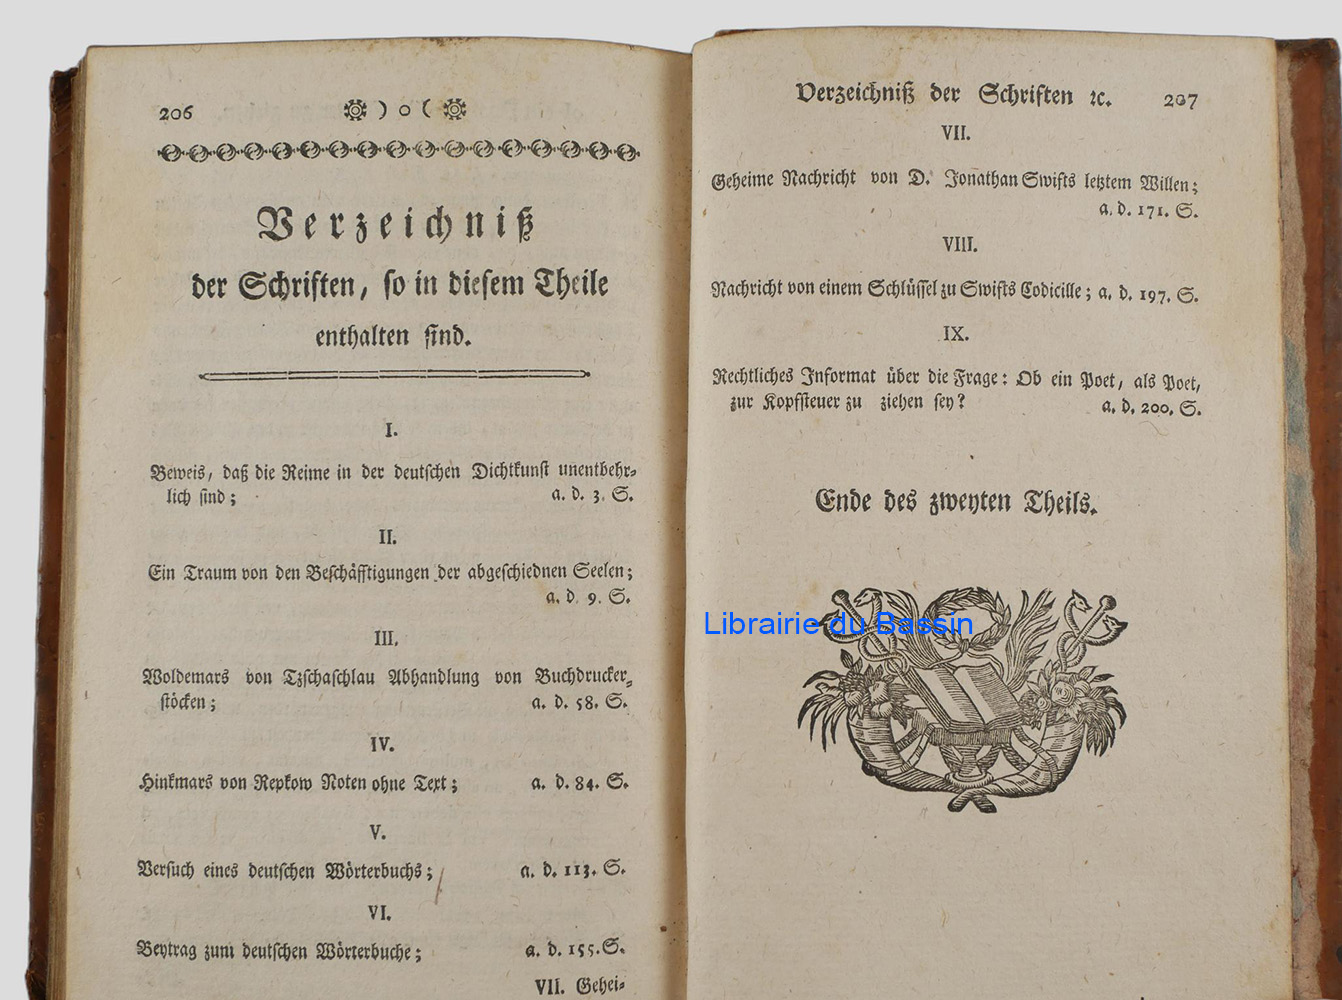 206 ) o (
Verzeichniß
der Schriften, so in diesem Theile
enthalten sind.
I.
Beweis, daß die Reime in der deutschen Dichtkunst unentbehr-
lich sind; a. d. 3. S.
II.
Ein Traum von den Beschäfftigungen der abgeschiednen Seelen;
a. d. 9. S.
III.
Woldemars von Tzschaschlau Abhandlung von Buchdrucker-
stöcken; a. d. 58. S.
IV.
Hinkmars von Repkow Noten ohne Text; a. d. 84. S.
V.
Versuch eines deutschen Wörterbuchs; a. d. 113. S.
VI.
Beytrag zum deutschen Wörterbuche; a. d. 155. S.
VII. Gehei-
Verzeichniß der Schriften ꝛc. 207
VII.
Geheime Nachricht von D. Jonathan Swifts letztem Willen;
a. d. 171. S.
VIII.
Nachricht von einem Schlüssel zu Swifts Codicille; a. d. 197. S.
IX.
Rechtliches Informat über die Frage: Ob ein Poet, als Poet,
zur Kopfsteuer zu ziehen sey? a. d. 200. S.
Ende des zweyten Theils.
Librairie du Bassin